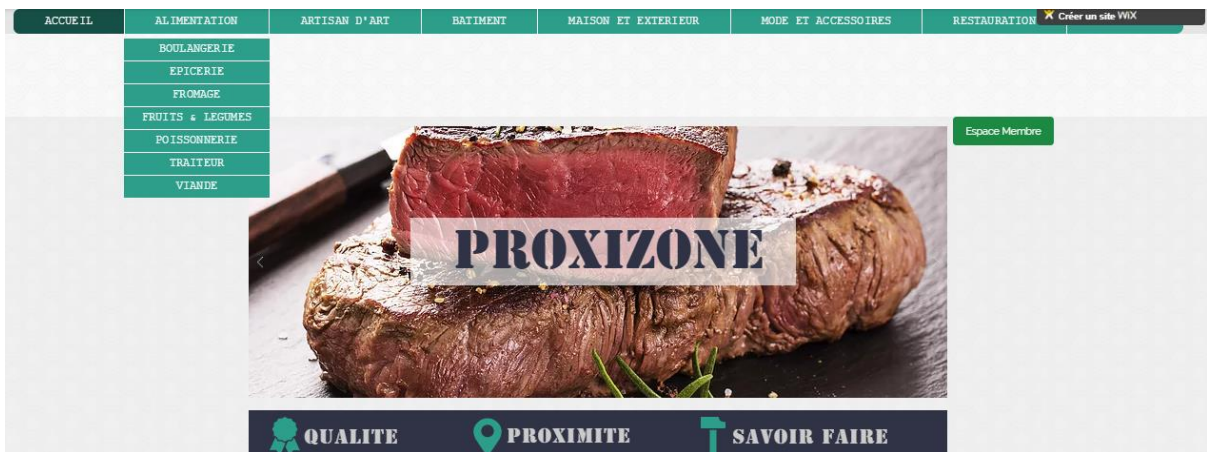 ACCUEIL ALIMENTATION ARTISAN D'ART BATIMENT MAISON ET EXTERIEUR MODE ET ACCESSOIRES RESTAURATION Créer un site WiX
BOULANGERIE
EPICERIE
FROMAGE
FRUITS & LEGUMES
POISSONNERIE
TRAITEUR
VIANDE
Espace Membre
PROXIZONE
QUALITE PROXIMITE SAVOIR FAIRE